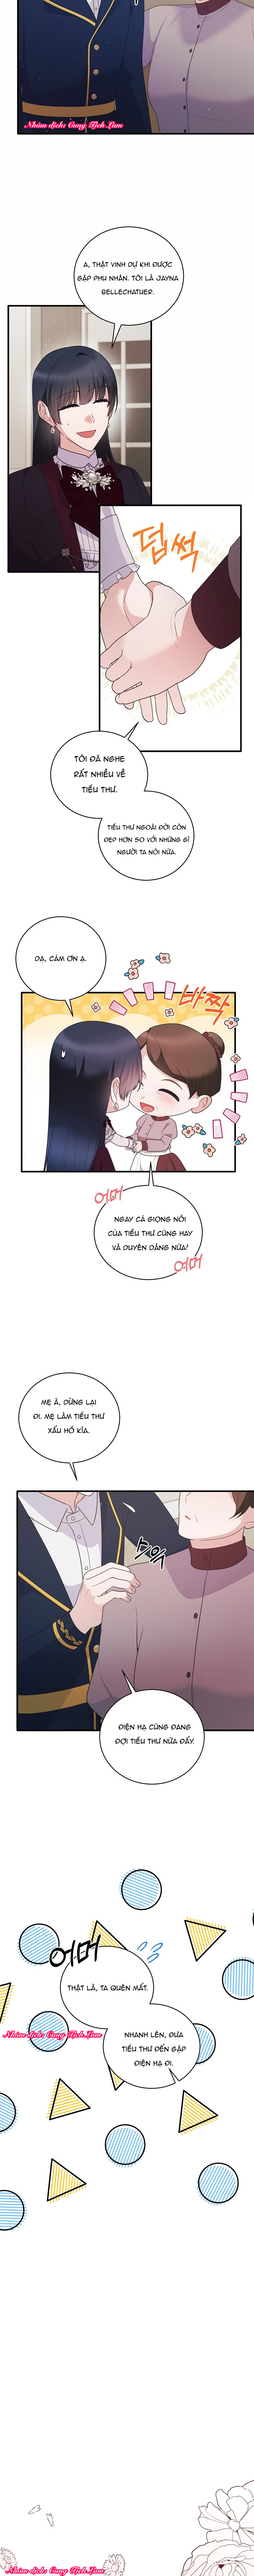 Nhóm dịch: Cung Tịch Lam
A, THẬT VINH DỰ KHI ĐƯỢC
GẶP PHU NHÂN. TÔI LÀ JAYNA
BELLECHATUER.
덥썩
TÔI ĐÃ NGHE
RẤT NHIỀU VỀ
TIỂU THƯ.
TIỂU THƯ NGOÀI ĐỜI CÒN
ĐẸP HƠN SO VỚI NHỮNG GÌ
NGƯỜI TA NÓI NỮA.
DẠ, CẢM ƠN Ạ.
바짝
어머
NGAY CẢ GIỌNG NÓI
CỦA TIỂU THƯ CŨNG HAY
VÀ DUYÊN DÁNG NỮA!
어머
MẸ À, DỪNG LẠI
ĐI. MẸ LÀM TIỂU THƯ
XẤU HỔ KÌA.
스윽
ĐIỆN HẠ CŨNG ĐANG
ĐỢI TIỂU THƯ NỮA ĐẤY.
어머
THẬT LÀ, TA QUÊN MẤT.
Nhóm dịch: Cung Tịch Lam
NHANH LÊN, ĐƯA
TIỂU THƯ ĐẾN GẶP
ĐIỆN HẠ ĐI.
Nhóm dịch: Cung Tịch Lam